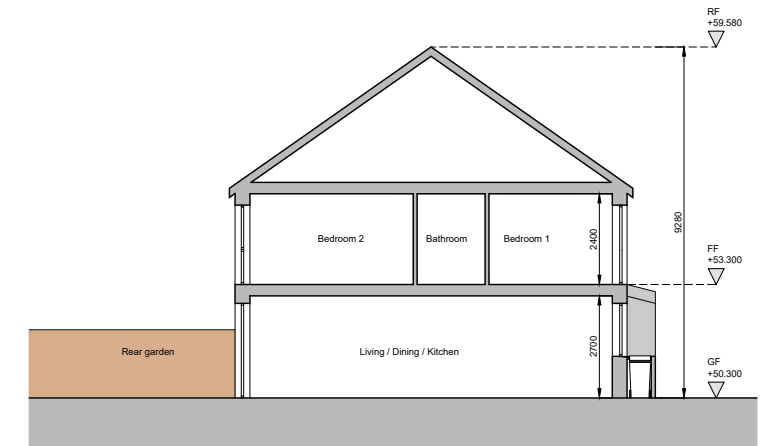 RF
+59.580
9280
Bedroom 2
Bathroom
Bedroom 1
2400
FF
+53.300
Rear garden
Living / Dining / Kitchen
2700
GF
+50.300